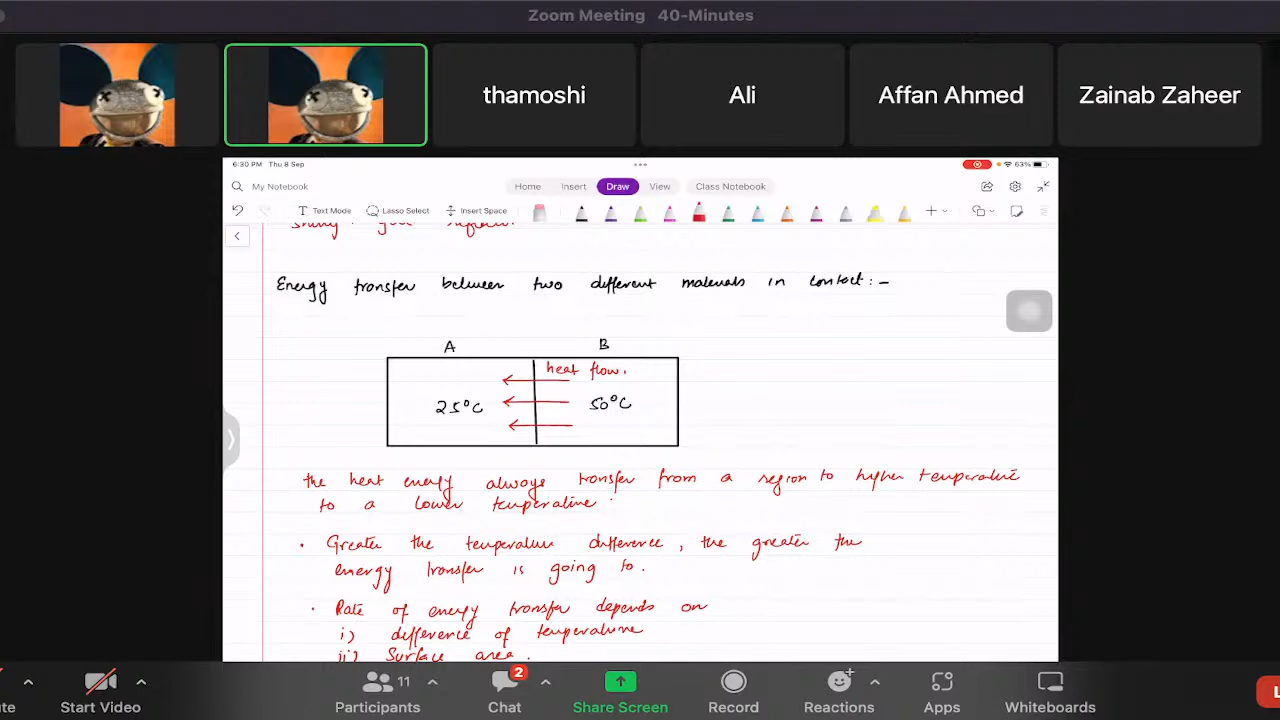 Zoom Meeting 40-Minutes
thamoshi
Ali
Affan Ahmed
Zainab Zaheer
6:30 PM Thu 8 Sep
63%
My Notebook
Home Insert Draw View Class Notebook
Text Mode Lasso Select Insert Space
Energy transfer between two different materials in contact:-
A B
heat flow.
25°C 50°C
the heat energy always transfer from a region to higher temperature
to a lower temperature.
• Greater the temperature difference, the greater the
energy transfer is going to.
• Rate of energy transfer depends on
i) difference of temperature
ii) Surface area.
Start Video
Participants 11
Chat 2
Share Screen
Record
Reactions
Apps
Whiteboards